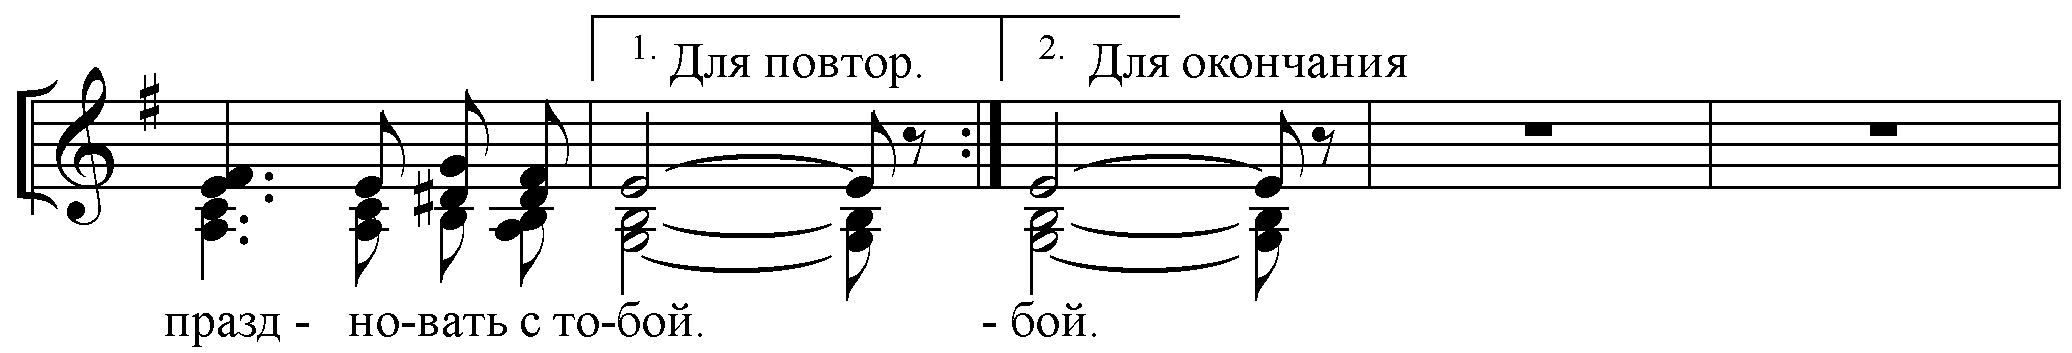 1. Для повтор. 2. Для окончания
празд - но-вать с то-бой. - бой.